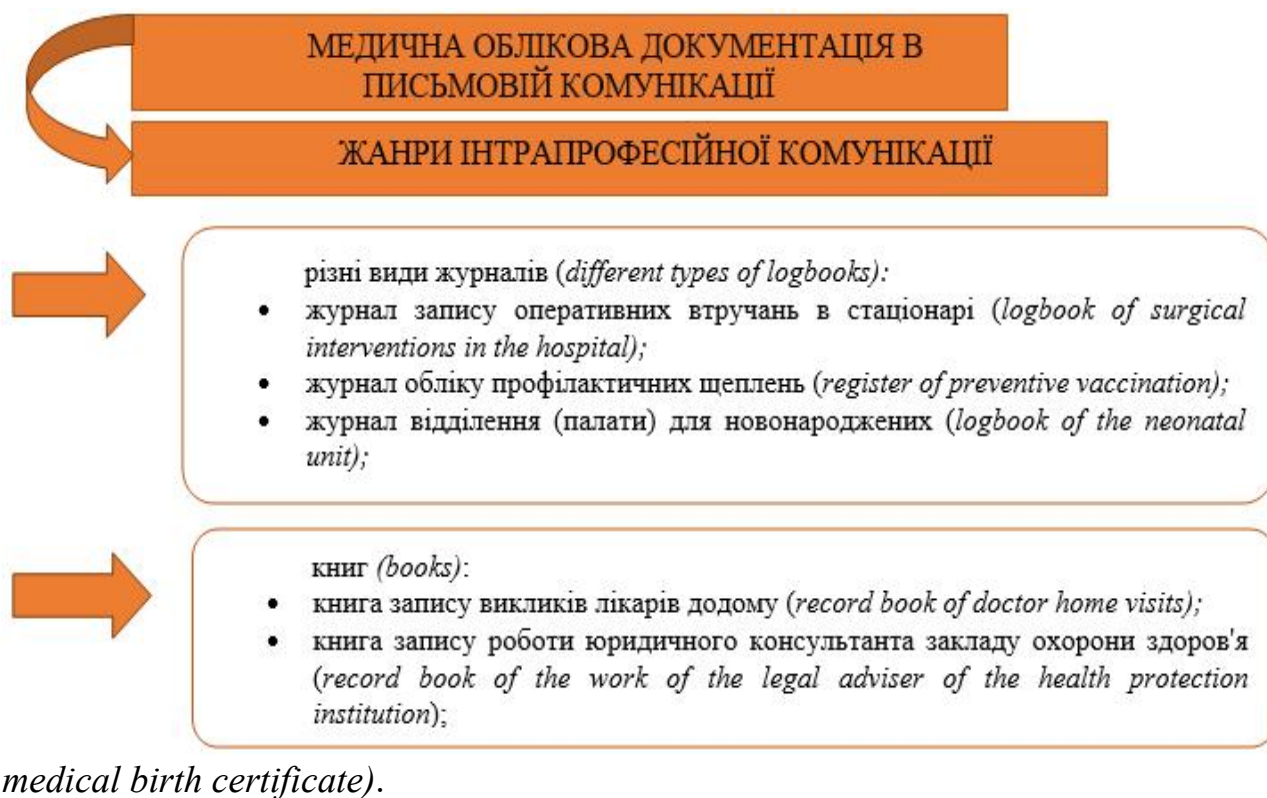 МЕДИЧНА ОБЛІКОВА ДОКУМЕНТАЦІЯ В
ПИСЬМОВІЙ КОМУНІКАЦІЇ
ЖАНРИ ІНТРАПРОФЕСІЙНОЇ КОМУНІКАЦІЇ
різні види журналів (different types of logbooks):
• журнал запису оперативних втручань в стаціонарі (logbook of surgical
interventions in the hospital);
• журнал обліку профілактичних щеплень (register of preventive vaccination);
• журнал відділення (палати) для новонароджених (logbook of the neonatal
unit);
книг (books):
• книга запису викликів лікарів додому (record book of doctor home visits);
• книга запису роботи юридичного консультанта закладу охорони здоров'я
(record book of the work of the legal adviser of the health protection
institution);
medical birth certificate).